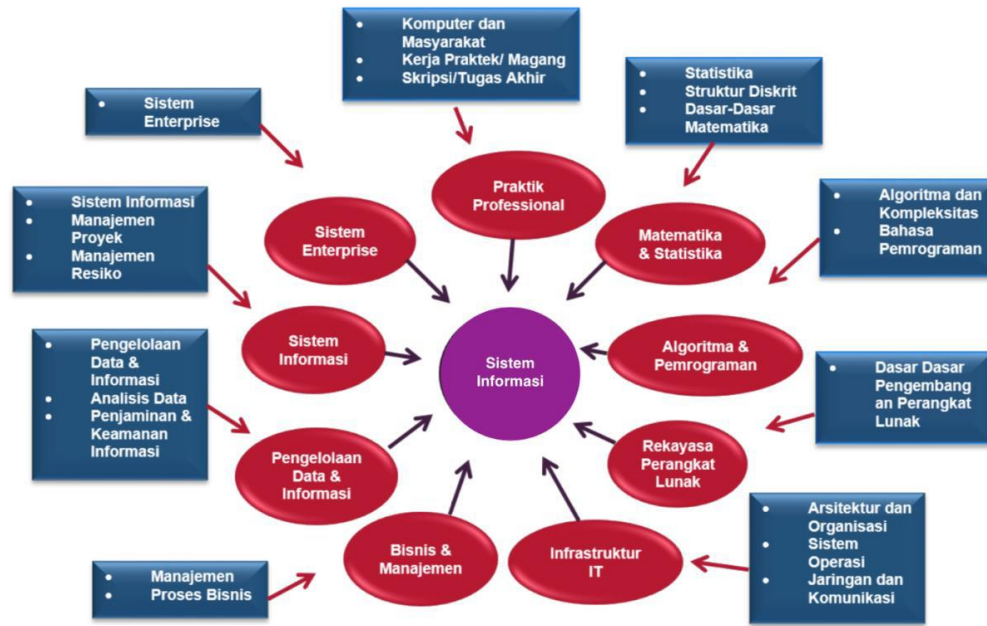 Komputer dan
Masyarakat
Kerja Praktek/ Magang
Skripsi/Tugas Akhir
Statistika
Struktur Diskrit
Dasar-Dasar
Matematika
Sistem
Enterprise
Praktik
Professional
Sistem Informasi
Manajemen
Proyek
Manajemen
Resiko
Algoritma dan
Kompleksitas
Bahasa
Pemrograman
Sistem
Enterprise
Matematika
& Statistika
Sistem
Informasi
Sistem
Informasi
Algoritma &
Pemrograman
Pengelolaan
Data &
Informasi
Analisis Data
Penjaminan &
Keamanan
Informasi
Dasar Dasar
Pengembang
an Perangkat
Lunak
Pengelolaan
Data &
Informasi
Rekayasa
Perangkat
Lunak
Bisnis &
Manajemen
Infrastruktur
IT
Arsitektur dan
Organisasi
Sistem
Operasi
Jaringan dan
Komunikasi
Manajemen
Proses Bisnis